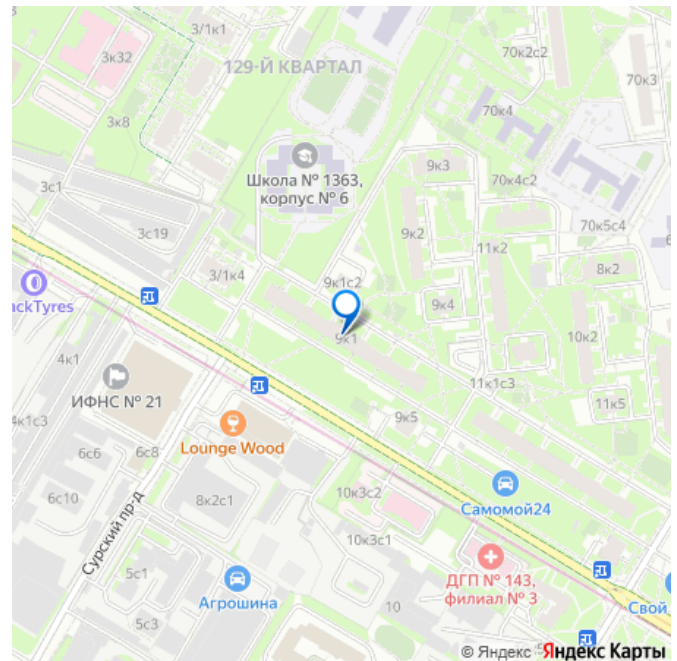 3/1к1
3к32
70к2с2
129-Й КВАРТАЛ
70к3
70к4
3к8
Школа № 1363,
корпус № 6
9к3
3с1
70к4с2
70к5с4
3с19
9к2
11к2
6
8к2
3/1к4
9к1с2
ackTyres
9к4
10к2
9к1
4к1
11к1с3
ИФНС № 21
11к5
9к5
4к1с3
Lounge Wood
6с6
6с8
6с10
8к2с1
10к3с2
Самомой24
Сурский пр-д
10к3с1
5с1
ДГП № 143,
филиал № 3
Агрошина
10
Свой
5с3
© Яндекс
Яндекс Карты